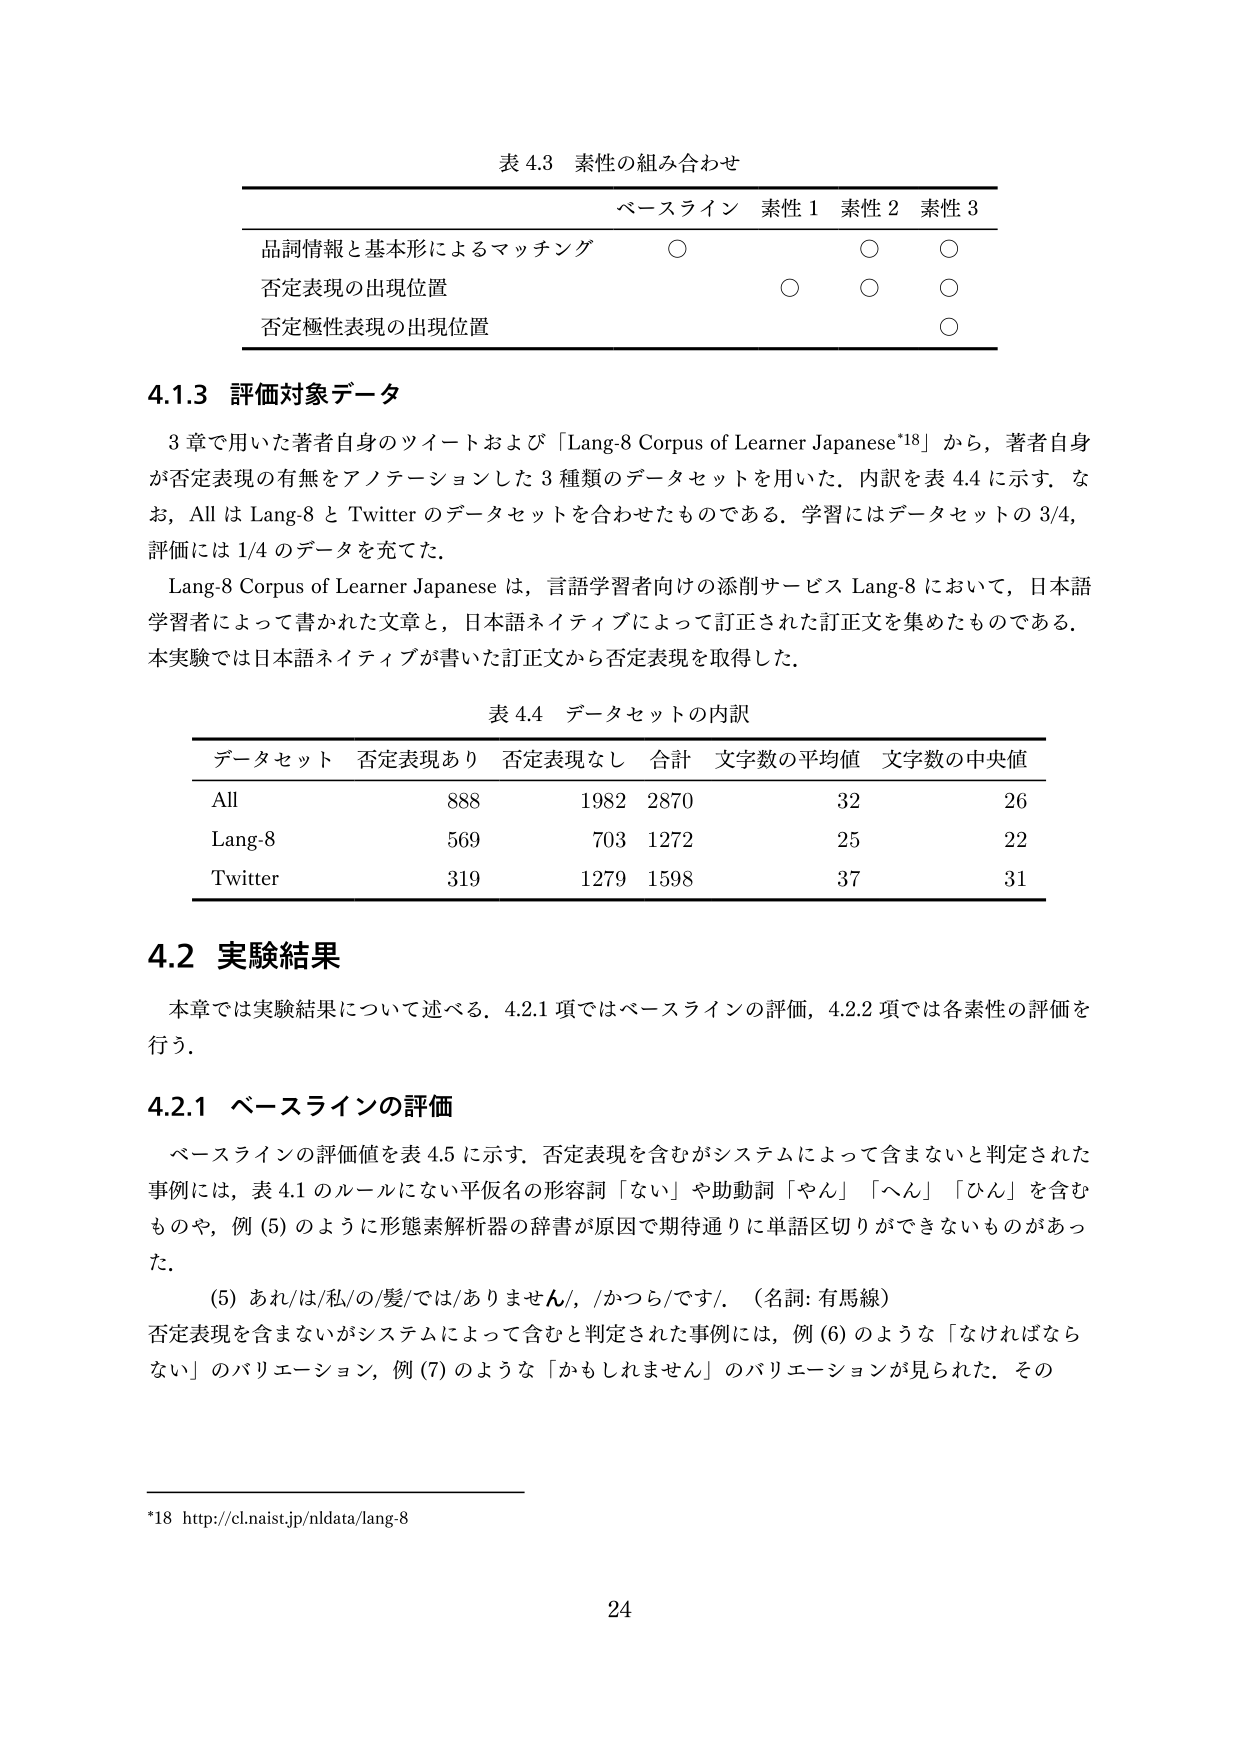 表 4.3　素性の組み合わせ
ベースライン　素性 1　素性 2　素性 3
品詞情報と基本形によるマッチング　○　○　○
否定表現の出現位置　○　○　○
否定極性表現の出現位置　○
4.1.3　評価対象データ
3 章で用いた著者自身のツイートおよび「Lang-8 Corpus of Learner Japanese*18」から，著者自身
が否定表現の有無をアノテーションした 3 種類のデータセットを用いた．内訳を表 4.4 に示す．な
お，All は Lang-8 と Twitter のデータセットを合わせたものである．学習にはデータセットの 3/4，
評価には 1/4 のデータを充てた．
Lang-8 Corpus of Learner Japanese は，言語学習者向けの添削サービス Lang-8 において，日本語
学習者によって書かれた文章と，日本語ネイティブによって訂正された訂正文を集めたものである．
本実験では日本語ネイティブが書いた訂正文から否定表現を取得した．
表 4.4　データセットの内訳
データセット　否定表現あり　否定表現なし　合計　文字数の平均値　文字数の中央値
All　888　1982　2870　32　26
Lang-8　569　703　1272　25　22
Twitter　319　1279　1598　37　31
4.2　実験結果
本章では実験結果について述べる．4.2.1 項ではベースラインの評価，4.2.2 項では各素性の評価を
行う．
4.2.1　ベースラインの評価
ベースラインの評価値を表 4.5 に示す．否定表現を含むがシステムによって含まないと判定された
事例には，表 4.1 のルールにない平仮名の形容詞「ない」や助動詞「やん」「へん」「ひん」を含む
ものや，例 (5) のように形態素解析器の辞書が原因で期待通りに単語区切りができないものがあっ
た．
(5) あれ/は/私/の/髪/では/ありません/，/かつら/です/．（名詞: 有馬線）
否定表現を含まないがシステムによって含むと判定された事例には，例 (6) のような「なければなら
ない」のバリエーション，例 (7) のような「かもしれません」のバリエーションが見られた．その
*18 http://cl.naist.jp/nldata/lang-8
24